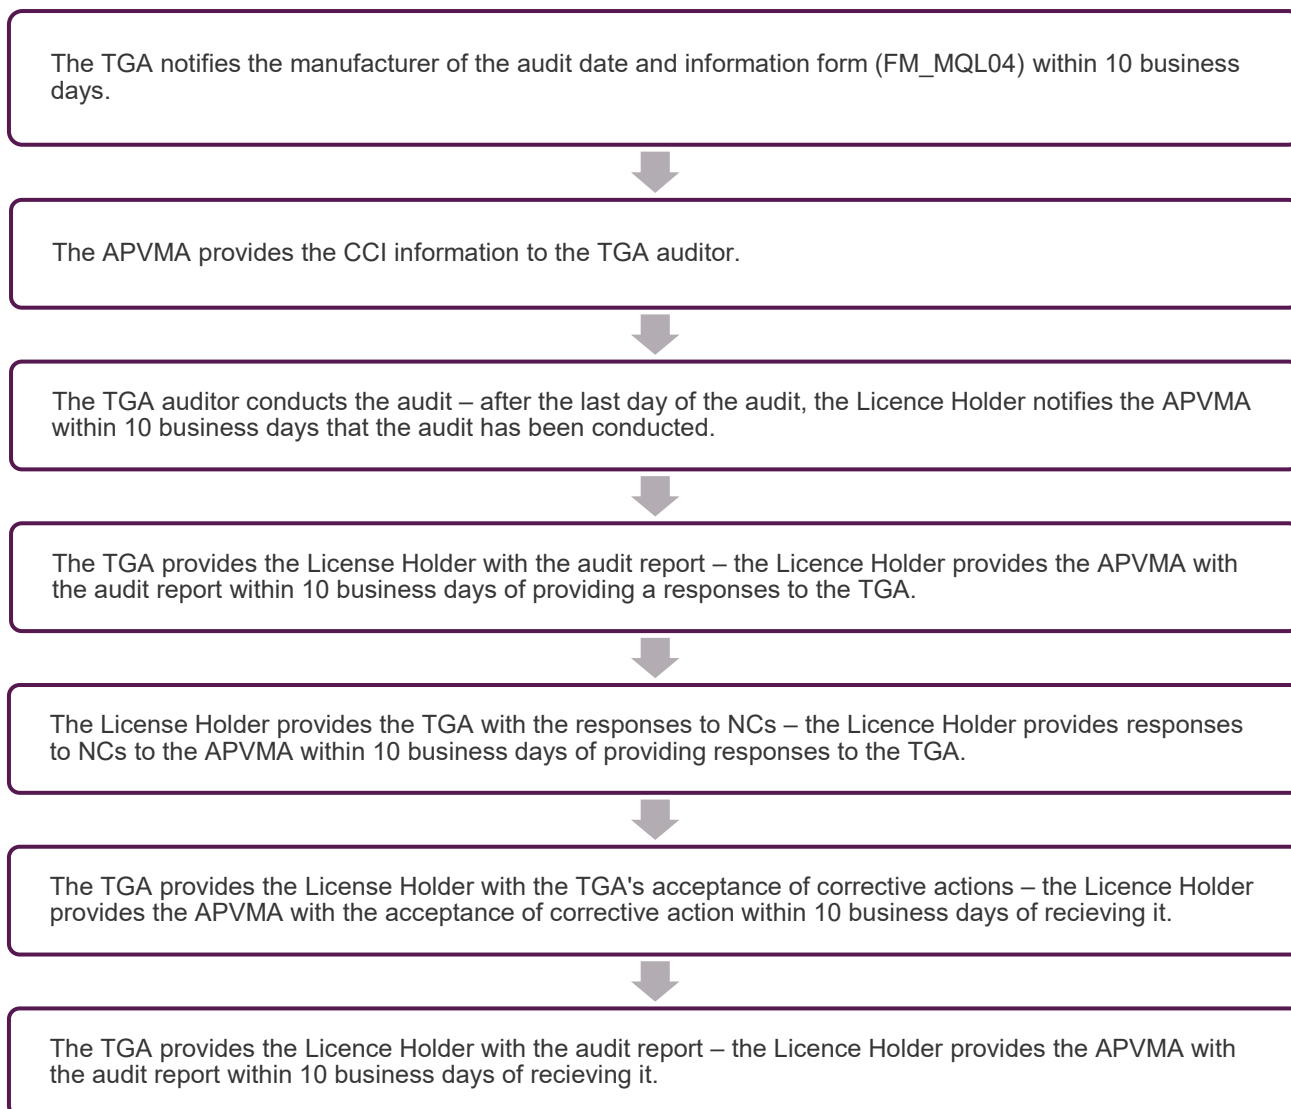 The TGA notifies the manufacturer of the audit date and information form (FM_MQL04) within 10 business
days.
The APVMA provides the CCI information to the TGA auditor.
The TGA auditor conducts the audit – after the last day of the audit, the Licence Holder notifies the APVMA
within 10 business days that the audit has been conducted.
The TGA provides the License Holder with the audit report – the Licence Holder provides the APVMA with
the audit report within 10 business days of providing a responses to the TGA.
The License Holder provides the TGA with the responses to NCs – the Licence Holder provides responses
to NCs to the APVMA within 10 business days of providing responses to the TGA.
The TGA provides the License Holder with the TGA's acceptance of corrective actions – the Licence Holder
provides the APVMA with the acceptance of corrective action within 10 business days of recieving it.
The TGA provides the Licence Holder with the audit report – the Licence Holder provides the APVMA with
the audit report within 10 business days of recieving it.